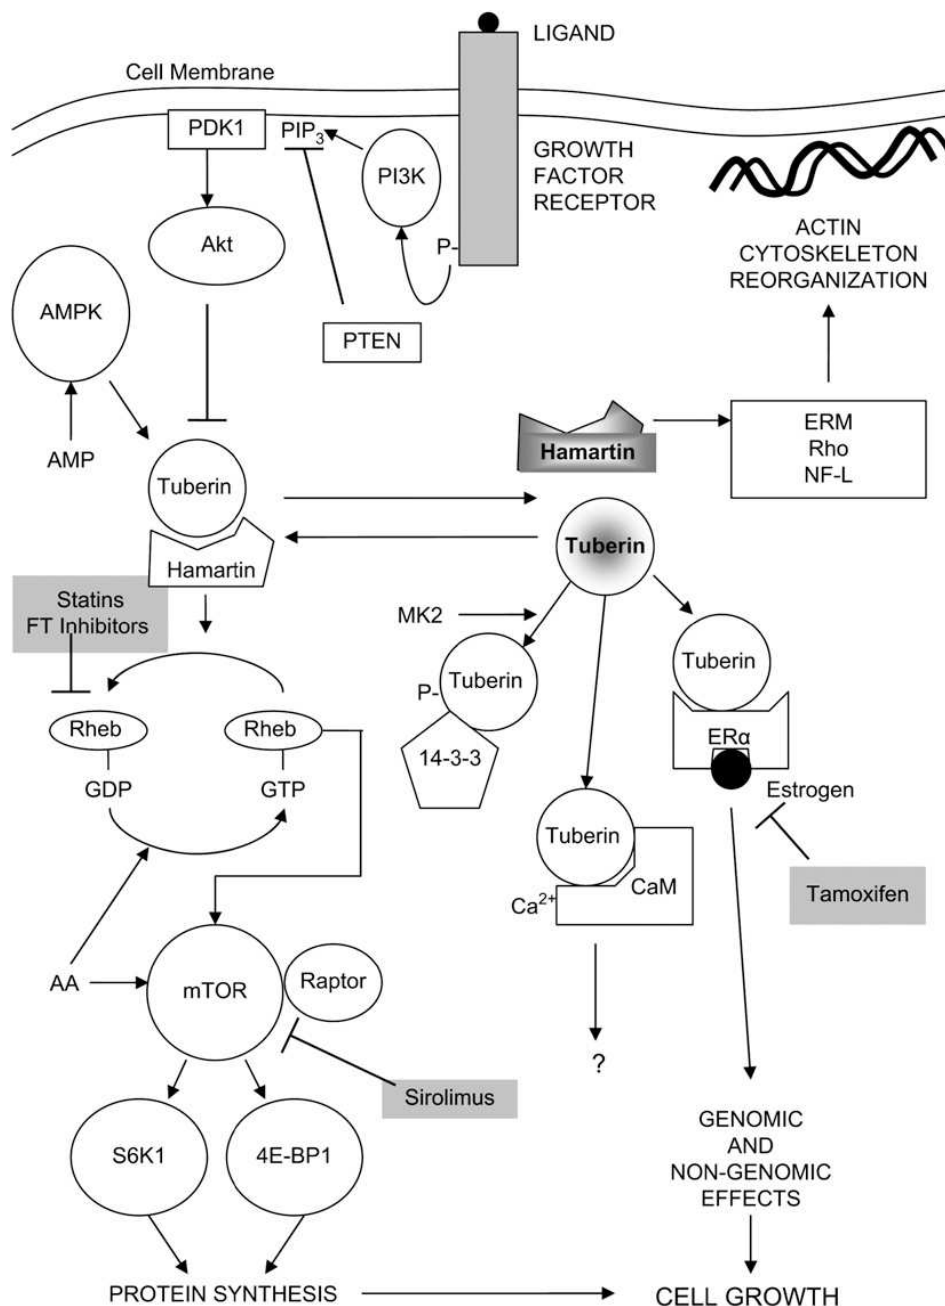 LIGAND
Cell Membrane
PDK1
PIP3
PI3K
GROWTH
FACTOR
RECEPTOR
P-
Akt
ACTIN
CYTOSKELETON
REORGANIZATION
AMPK
PTEN
AMP
Hamartin
ERM
Rho
NF-L
Tuberin
Hamartin
Tuberin
Statins
FT Inhibitors
MK2
Tuberin
P-
14-3-3
Tuberin
ERα
Estrogen
Rheb
Rheb
GDP
GTP
Tuberin
CaM
Ca2+
Tamoxifen
AA
mTOR
Raptor
?
Sirolimus
S6K1
4E-BP1
GENOMIC
AND
NON-GENOMIC
EFFECTS
PROTEIN SYNTHESIS
CELL GROWTH